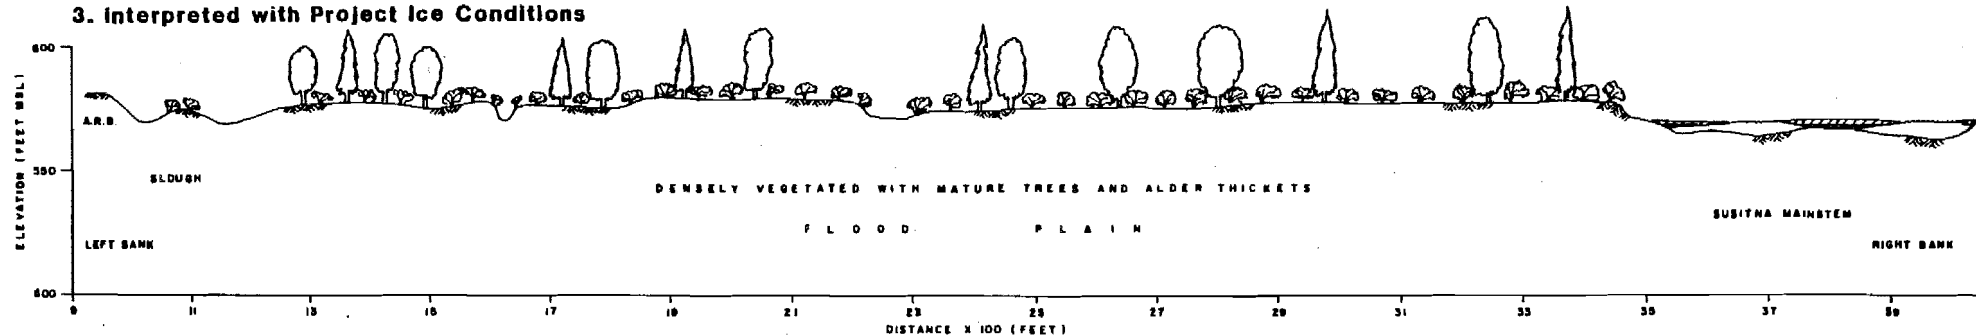 3. Interpreted with Project Ice Conditions
600
ELEVATION (FEET MSL)
A.R.B.
550
SLOUGH
DENSELY VEGETATED WITH MATURE TREES AND ALDER THICKETS
SUSITNA MAINSTEM
FLOOD PLAIN
LEFT BANK
RIGHT BANK
500
9 11 13 15 17 19 21 23 25 27 29 31 33 35 37 39
DISTANCE X 100 (FEET)